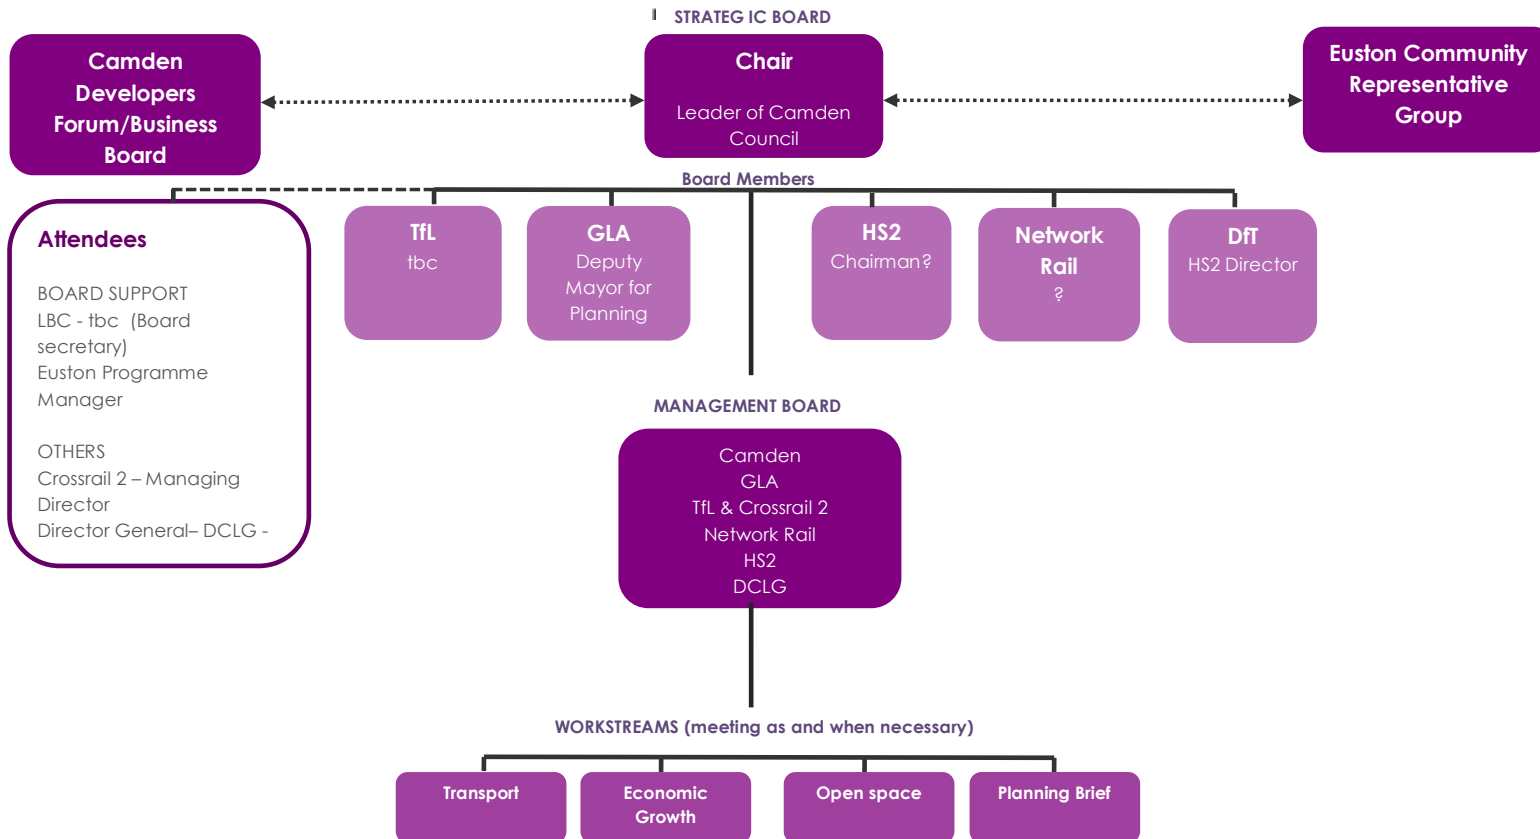 STRATEG IC BOARD
Camden
Developers
Forum/Business
Board
Chair
Leader of Camden
Council
Euston Community
Representative
Group
Board Members
Attendees
BOARD SUPPORT
LBC - tbc  (Board
secretary)
Euston Programme
Manager
OTHERS
Crossrail 2 – Managing
Director
Director General– DCLG -
TfL
tbc
GLA
Deputy
Mayor for
Planning
HS2
Chairman?
Network
Rail
?
DfT
HS2 Director
MANAGEMENT BOARD
Camden
GLA
TfL & Crossrail 2
Network Rail
HS2
DCLG
WORKSTREAMS (meeting as and when necessary)
Transport
Economic
Growth
Open space
Planning Brief